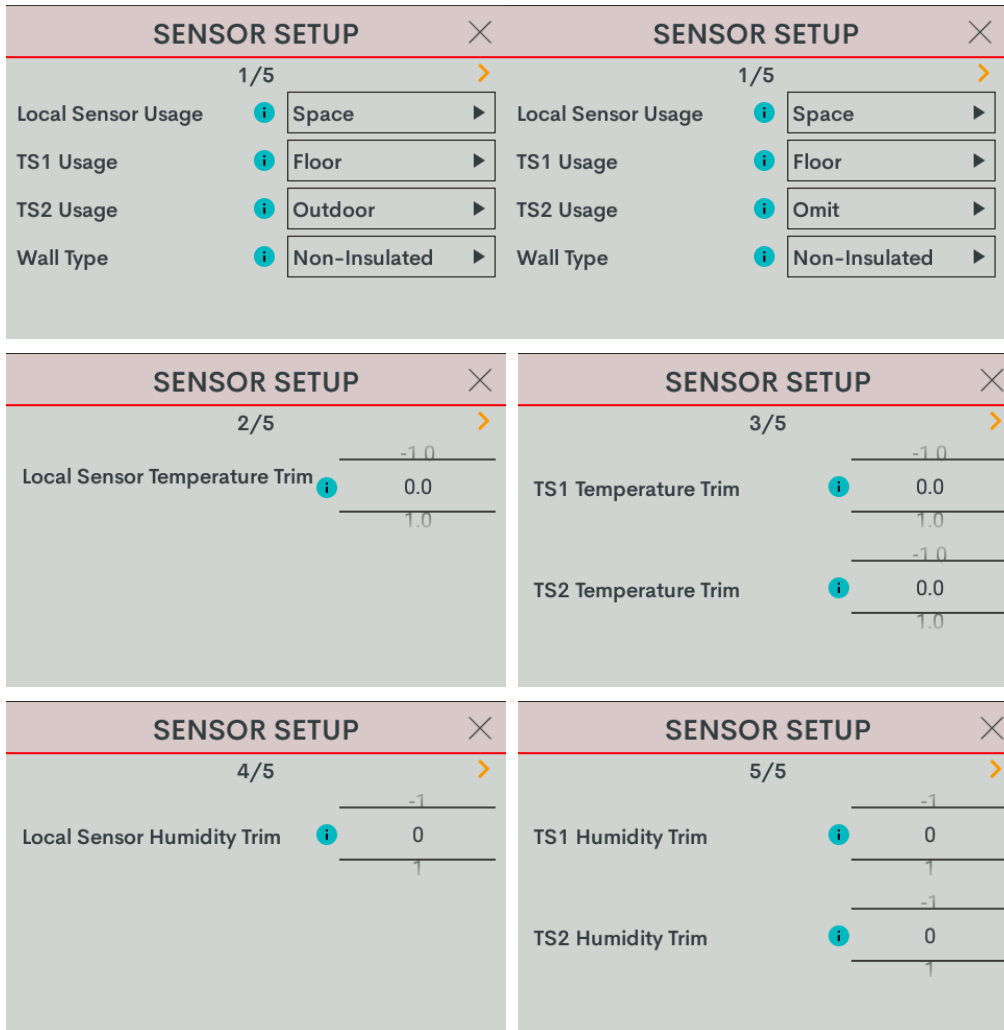 SENSOR SETUP
1/5
Local Sensor Usage
Space
TS1 Usage
Floor
TS2 Usage
Outdoor
Wall Type
Non-Insulated
SENSOR SETUP
1/5
Local Sensor Usage
Space
TS1 Usage
Floor
TS2 Usage
Omit
Wall Type
Non-Insulated
SENSOR SETUP
2/5
Local Sensor Temperature Trim
-1.0
0.0
1.0
SENSOR SETUP
3/5
TS1 Temperature Trim
-1.0
0.0
1.0
TS2 Temperature Trim
-1.0
0.0
1.0
SENSOR SETUP
4/5
Local Sensor Humidity Trim
-1
0
1
SENSOR SETUP
5/5
TS1 Humidity Trim
-1
0
1
TS2 Humidity Trim
-1
0
1